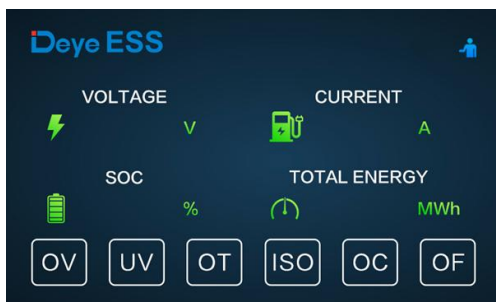 Deye ESS
VOLTAGE
CURRENT
V
A
SOC
TOTAL ENERGY
%
MWh
OV UV OT ISO OC OF